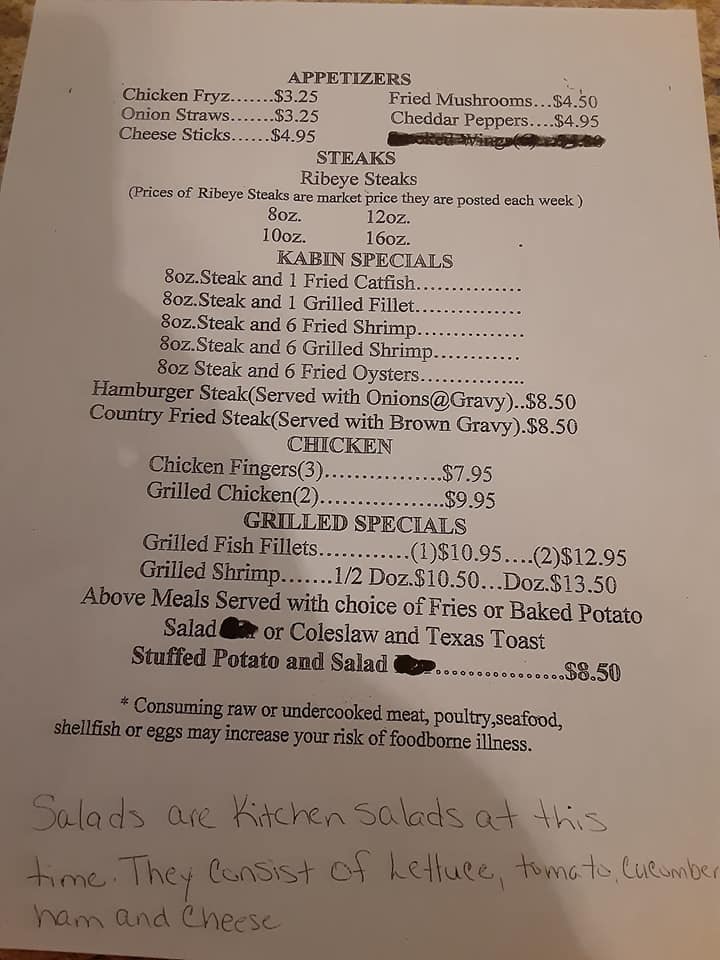 APPETIZERS
Chicken Fryz.......$3.25 Fried Mushrooms...$4.50
Onion Straws.......$3.25 Cheddar Peppers....$4.95
Cheese Sticks......$4.95
STEAKS
Ribeye Steaks
(Prices of Ribeye Steaks are market price they are posted each week )
8oz. 12oz.
10oz. 16oz.
KABIN SPECIALS
8oz.Steak and 1 Fried Catfish...............
8oz.Steak and 1 Grilled Fillet...............
8oz.Steak and 6 Fried Shrimp...............
8oz.Steak and 6 Grilled Shrimp............
8oz Steak and 6 Fried Oysters...............
Hamburger Steak(Served with Onions@Gravy)..$8.50
Country Fried Steak(Served with Brown Gravy).$8.50
CHICKEN
Chicken Fingers(3)..................$7.95
Grilled Chicken(2)...................$9.95
GRILLED SPECIALS
Grilled Fish Fillets............(1)$10.95....(2)$12.95
Grilled Shrimp.......1/2 Doz.$10.50...Doz.$13.50
Above Meals Served with choice of Fries or Baked Potato
Salad or Coleslaw and Texas Toast
Stuffed Potato and Salad .................$8.50
* Consuming raw or undercooked meat, poultry,seafood,
shellfish or eggs may increase your risk of foodborne illness.
Salads are Kitchen salads at this
time. They Consist of Lettuce, tomato, Cucumber
ham and Cheese